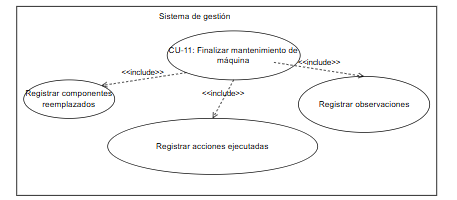 Sistema de gestión
CU-11: Finalizar mantenimiento de
máquina
<<include>>
<<include>>
<<include>>
Registrar componentes
reemplazados
Registrar observaciones
Registrar acciones ejecutadas